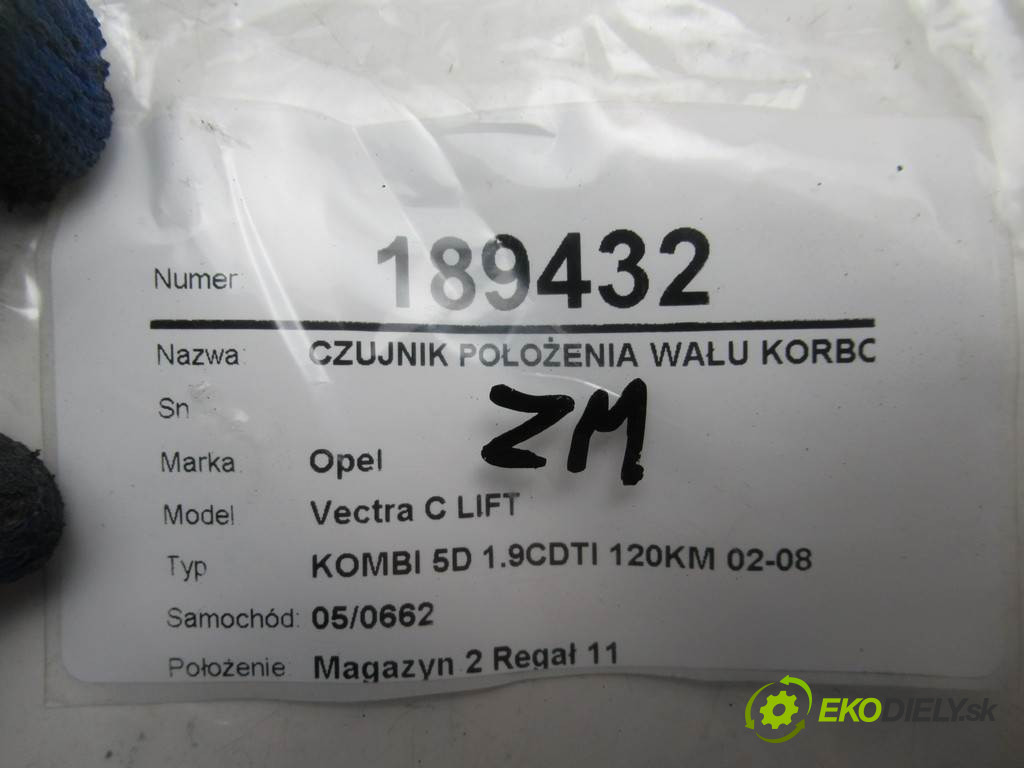 Numer 189432
Nazwa: CZUJNIK POŁOŻENIA WAŁU KORBO
Sn
ZM
Marka Opel
Model Vectra C LIFT
Typ KOMBI 5D 1.9CDTI 120KM 02-08
Samochód: 05/0662
Położenie Magazyn 2 Regał 11
EKODIELY.sk